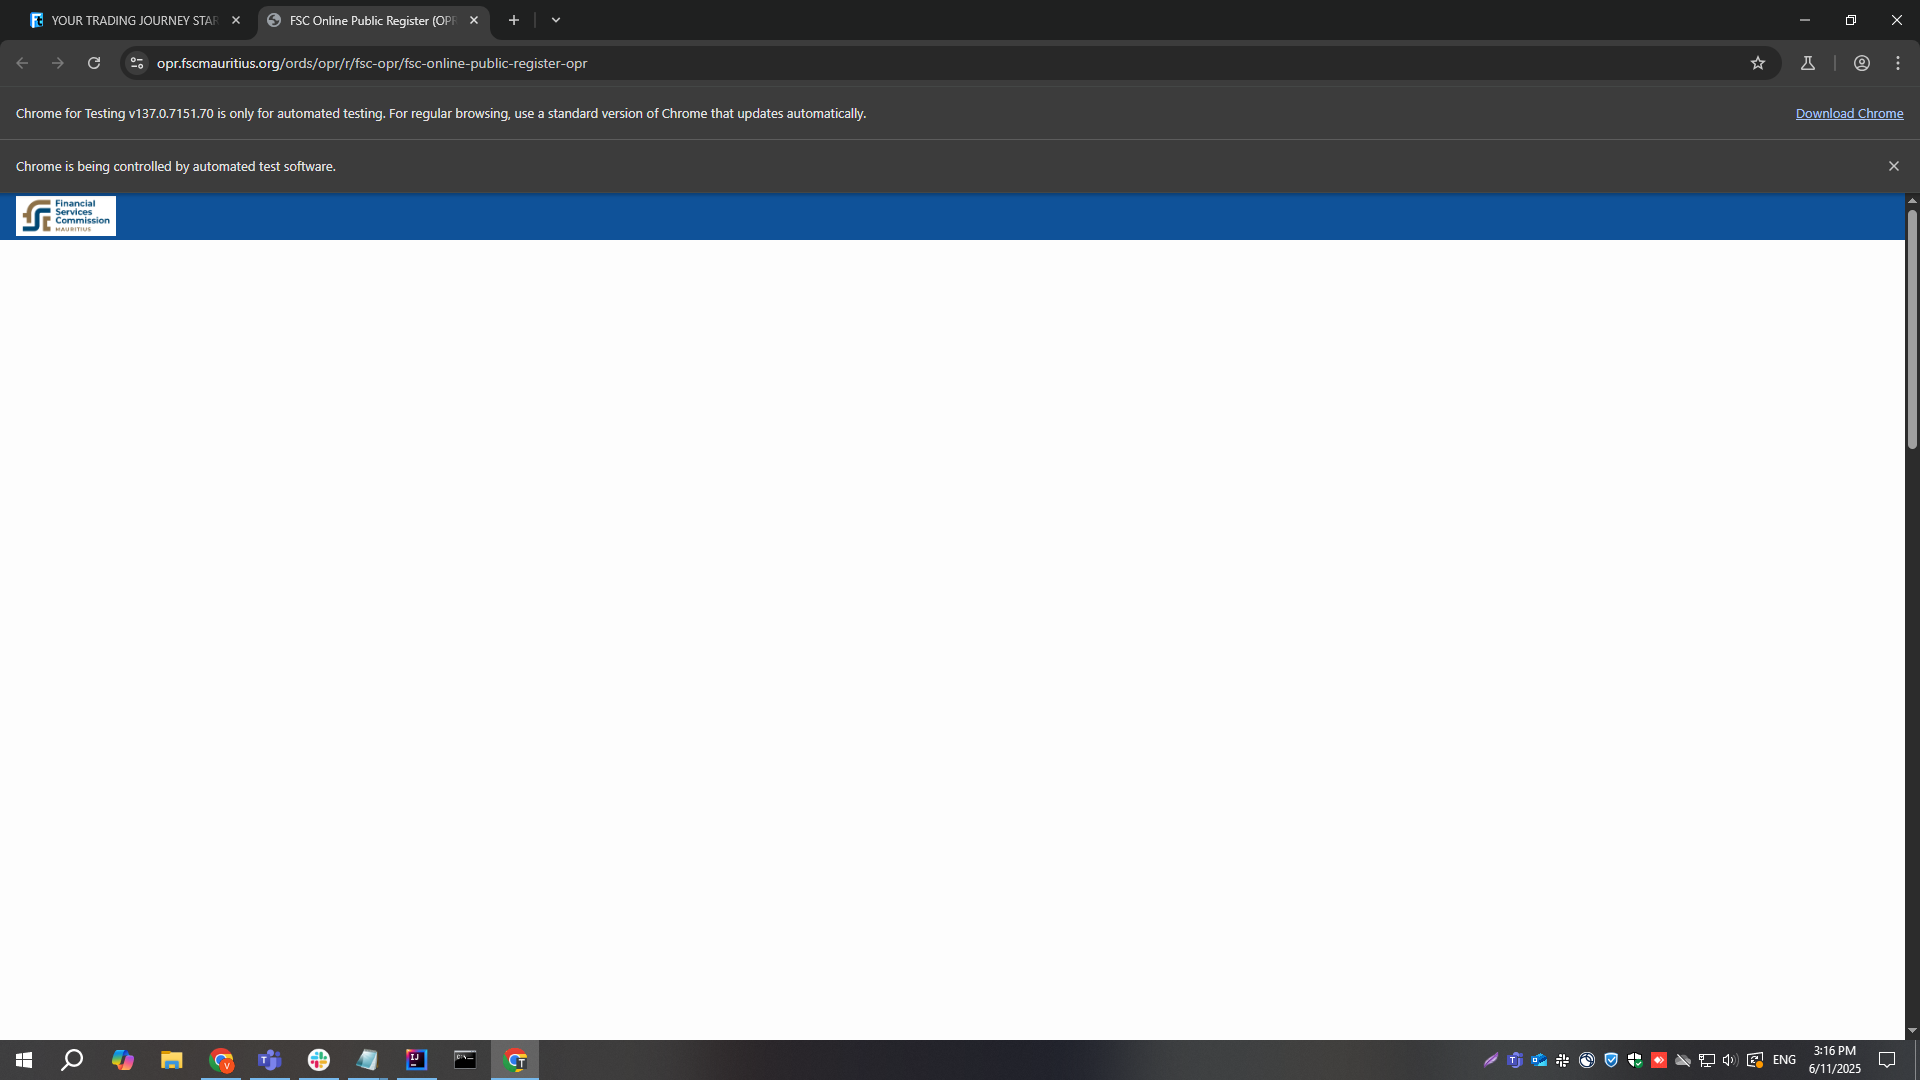 YOUR TRADING JOURNEY STAR
FSC Online Public Register (OPR
opr.fscmauritius.org/ords/opr/r/fsc-opr/fsc-online-public-register-opr
Chrome for Testing v137.0.7151.70 is only for automated testing. For regular browsing, use a standard version of Chrome that updates automatically.
Download Chrome
Chrome is being controlled by automated test software.
Financial
Services
Commission
MAURITIUS
ENG
3:16 PM
6/11/2025